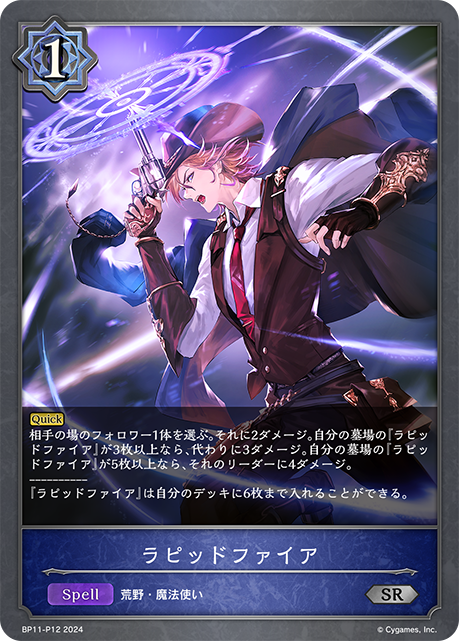 1
Quick
相手の場のフォロワー1体を選ぶ。それに2ダメージ。自分の墓場の『ラピッ
ドファイア』が3枚以上なら、代わりに3ダメージ。自分の墓場の『ラピッ
ドファイア』が5枚以上なら、それのリーダーに4ダメージ。
----------
『ラピッドファイア』は自分のデッキに6枚まで入れることができる。
ラピッドファイア
Spell 荒野・魔法使い SR
BP11-P12 2024 © Cygames, Inc.